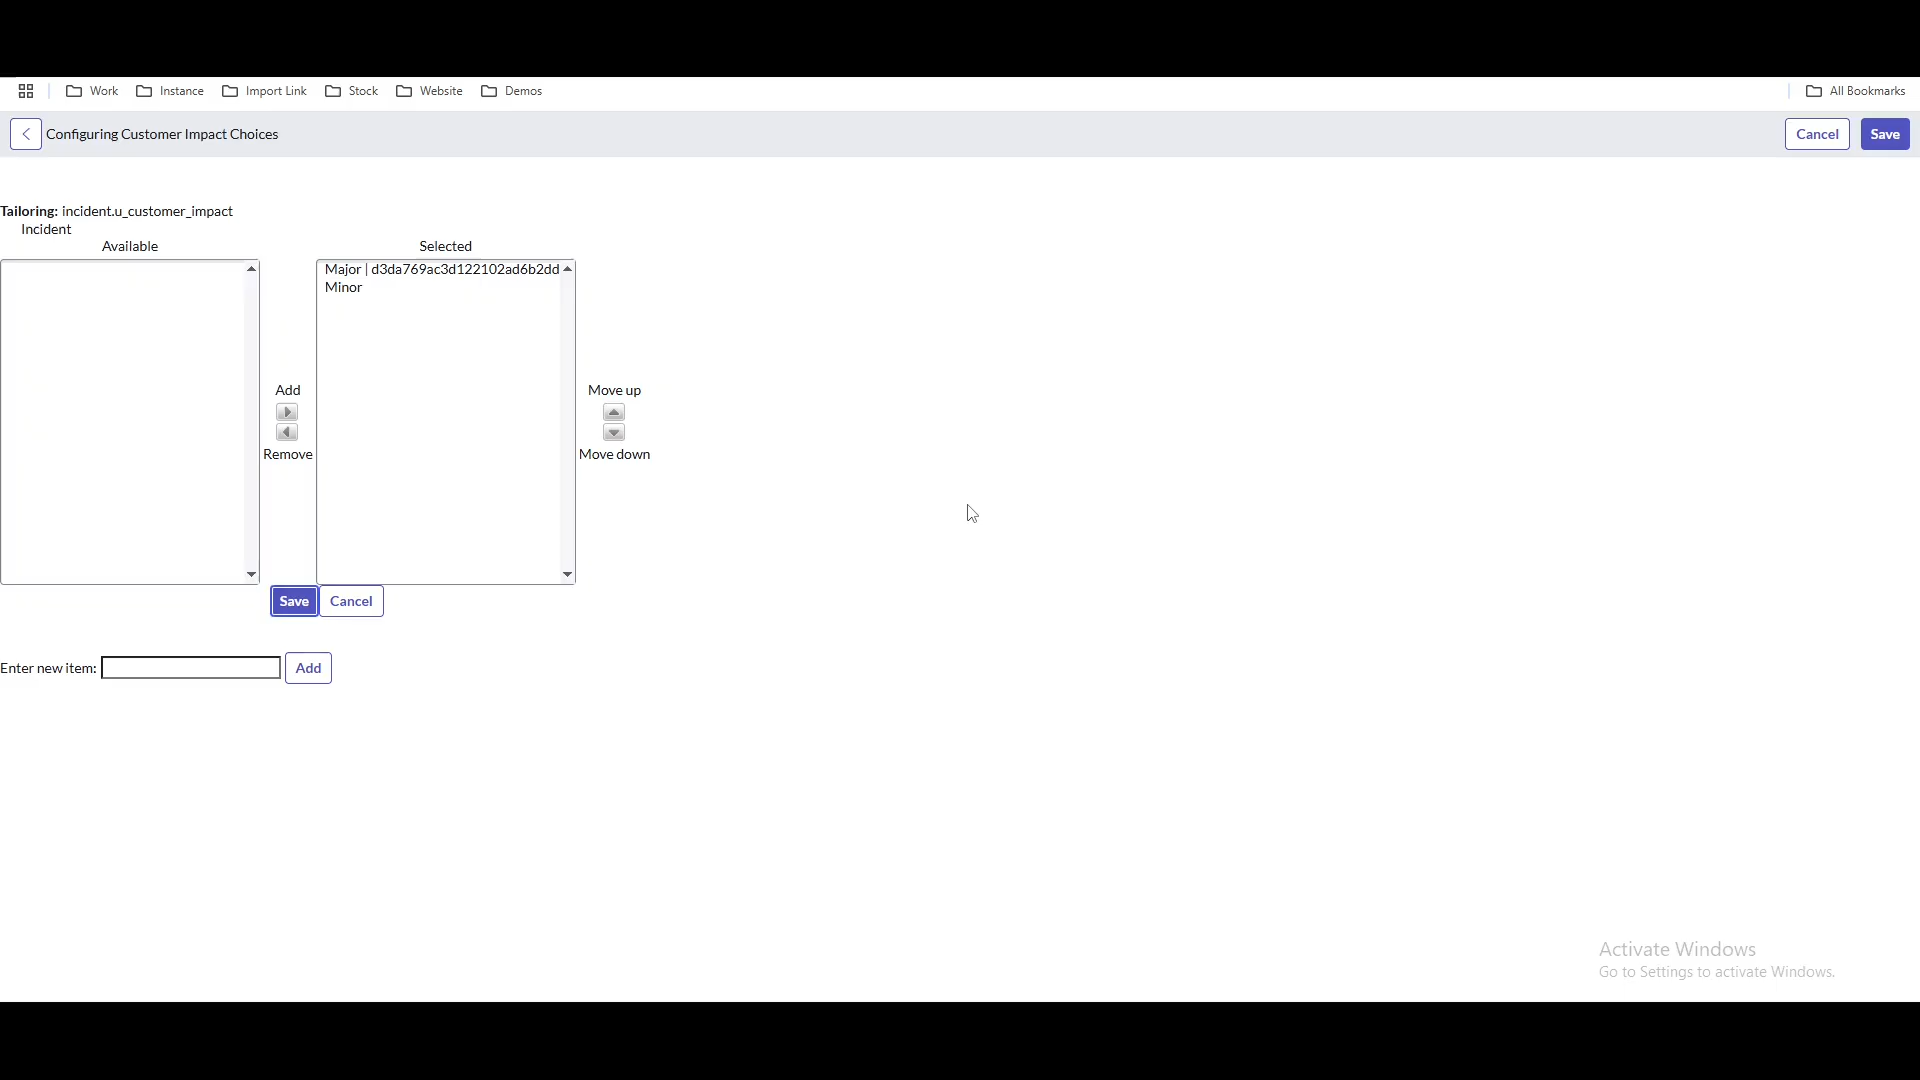 Work Instance Import Link Stock Website Demos All Bookmarks
Configuring Customer Impact Choices Cancel Save
Tailoring: incident.u_customer_impact
Incident
Available Selected
Major | d3da769ac3d122102ad6b2dd
Minor
Add Move up
Remove Move down
Save Cancel
Enter new item: Add
Activate Windows
Go to Settings to activate Windows.